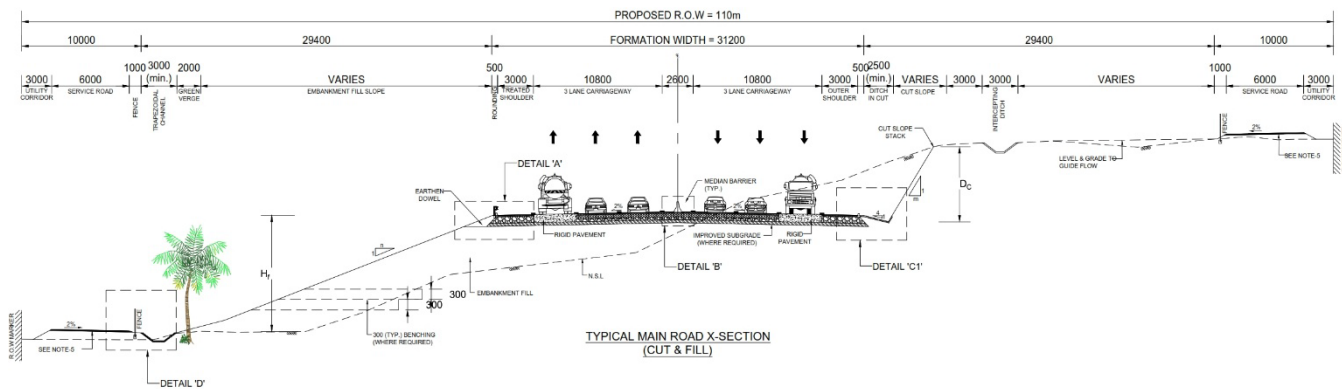 PROPOSED R.O.W = 110m
10000
29400
FORMATION WIDTH = 31200
29400
10000
3000
6000
1000
3000
(min.)
2000
VARIES
500
3000
10800
2600
10800
3000
500
2500
(min.)
VARIES
3000
3000
VARIES
1000
6000
3000
UTILITY
CORRIDOR
SERVICE ROAD
FENCE
TRAPEZOIDAL
CHANNEL
GREEN
VERGE
EMBANKMENT FILL SLOPE
ROUNDING
TREATED
SHOULDER
3 LANE CARRIAGEWAY
3 LANE CARRIAGEWAY
OUTER
SHOULDER
DITCH
IN CUT
CUT SLOPE
INTERCEPTING
DITCH
SERVICE ROAD
UTILITY
CORRIDOR
CUT SLOPE
STACK
FENCE
2%
SEE NOTE-5
LEVEL & GRADE TO
GUIDE FLOW
DETAIL 'A'
MEDIAN BARRIER
(TYP.)
Dc
EARTHEN
DOWEL
2%
RIGID PAVEMENT
IMPROVED SUBGRADE
(WHERE REQUIRED)
RIGID
PAVEMENT
DETAIL 'B'
DETAIL 'C1'
N.S.L
EMBANKMENT FILL
300
300
300 (TYP.) BENCHING
(WHERE REQUIRED)
Hf
R.O.W MARKER
2%
FENCE
SEE NOTE-5
DETAIL 'D'
TYPICAL MAIN ROAD X-SECTION
(CUT & FILL)